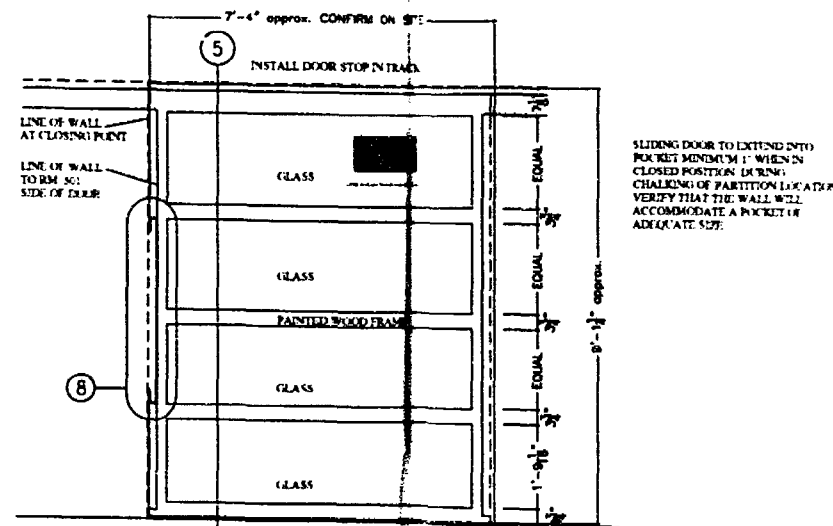 7'-4" approx. CONFIRM ON SITE
5
INSTALL DOOR STOP IN TRACK
LINE OF WALL
AT CLOSING POINT
LINE OF WALL
TO RM 501
SIDE OF DOOR
GLASS
EQUAL
GLASS
EQUAL
PAINTED WOOD FRAME
GLASS
EQUAL
8
GLASS
SLIDING DOOR TO EXTEND INTO
POCKET MINIMUM 1" WHEN IN
CLOSED POSITION. DURING
CHALKING OF PARTITION LOCATION
VERIFY THAT THE WALL WILL
ACCOMMODATE A POCKET OF
ADEQUATE SIZE
approx.